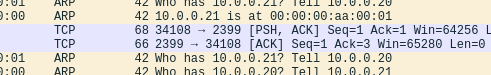 0:01 ARP 42 Who has 10.0.0.21? Tell 10.0.0.20
0:00 ARP 42 10.0.0.21 is at 00:00:00:aa:00:01
TCP 68 34108 → 2399 [PSH, ACK] Seq=1 Ack=1 Win=64256 L
TCP 66 2399 → 34108 [ACK] Seq=1 Ack=3 Win=65280 Len=0
0:01 ARP 42 Who has 10.0.0.21? Tell 10.0.0.20
0:00 ARP 42 Who has 10.0.0.20? Tell 10.0.0.21